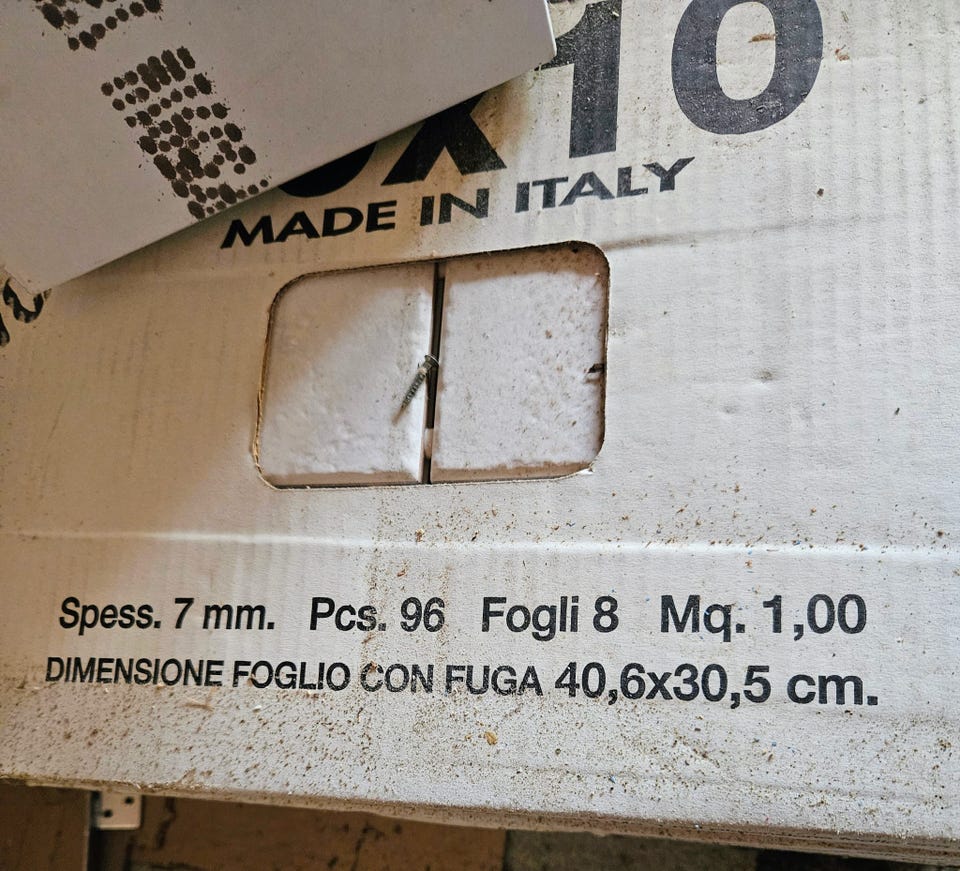 x10
MADE IN ITALY
Spess. 7 mm. Pcs. 96 Fogli 8 Mq. 1,00
DIMENSIONE FOGLIO CON FUGA 40,6x30,5 cm.